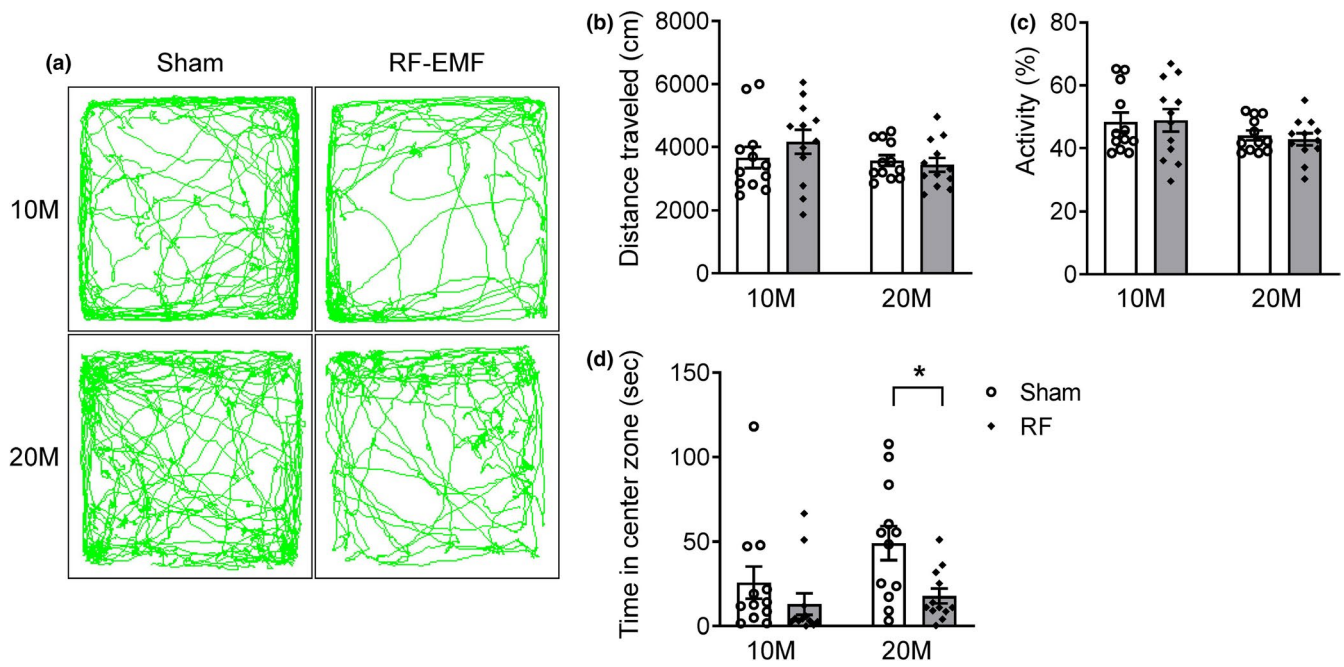 (a)
Sham
RF-EMF
10M
20M
(b)
Distance traveled (cm)
8000
6000
4000
2000
0
10M
20M
(c)
Activity (%)
80
60
40
20
0
10M
20M
(d)
Time in center zone (sec)
150
100
50
0
*
10M
20M
Sham
RF